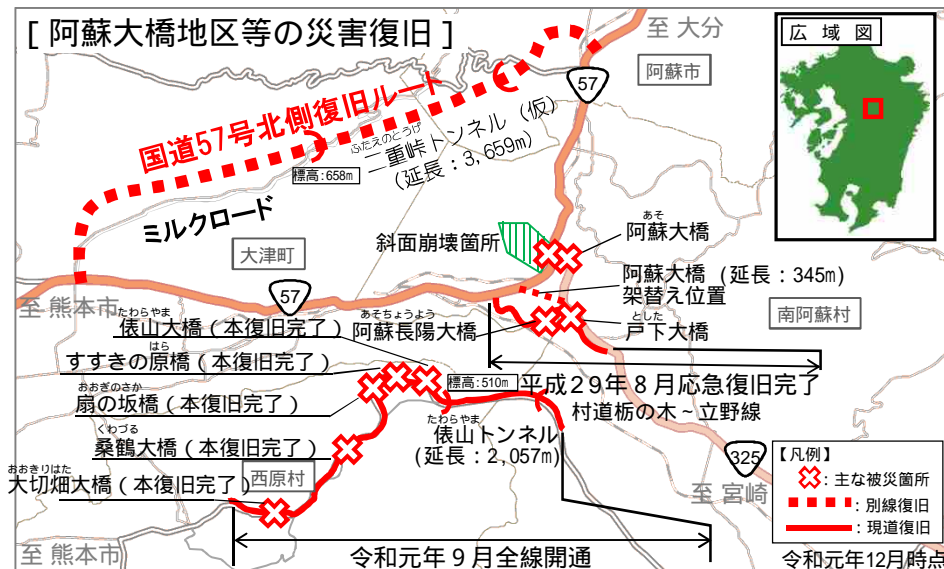 [ 阿蘇大橋地区等の災害復旧 ]
至 大分
広 域 図
57
阿蘇市
国道57号北側復旧ルート
ふたえのとうげ
二重峠トンネル（仮）
（延長：3,659m）
標高:658m
ミルクロード
斜面崩壊箇所
あそ
阿蘇大橋
大津町
阿蘇大橋（延長：345m）
架替え位置
57
至 熊本市
南阿蘇村
たわらやま
俵山大橋（本復旧完了）
あそちょうよう
阿蘇長陽大橋
とした
戸下大橋
はら
すすきの原橋（本復旧完了）
標高:510m
平成29年8月応急復旧完了
村道栃の木～立野線
おおぎのさか
扇の坂橋（本復旧完了）
たわらやま
俵山トンネル
（延長：2,057m）
くわづる
桑鶴大橋（本復旧完了）
325
至 宮崎
おおきりはた
大切畑大橋（本復旧完了）
西原村
【凡例】
：主な被災箇所
：別線復旧
：現道復旧
至 熊本市
令和元年9月全線開通
令和元年12月時点